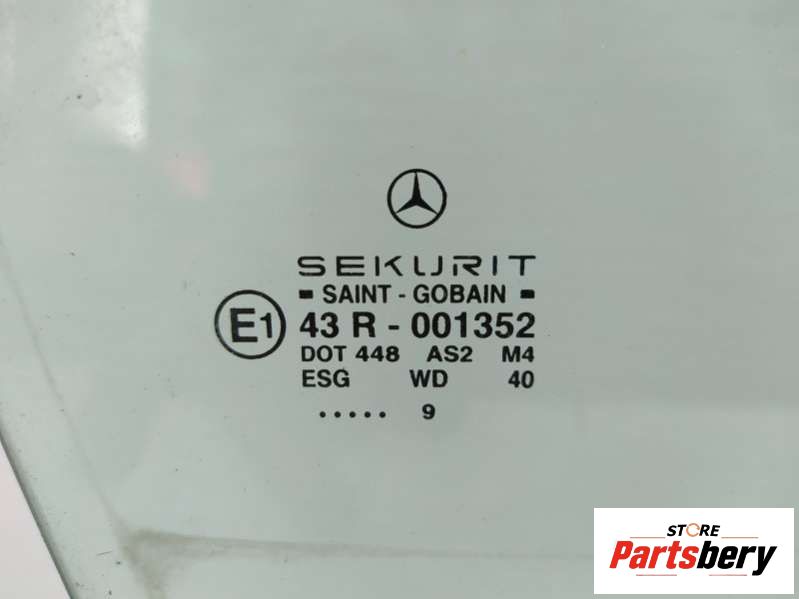 SEKURIT
SAINT - GOBAIN
E1 43 R - 001352
DOT 448 AS2 M4
ESG WD 40
..... 9
STORE
Partsbery